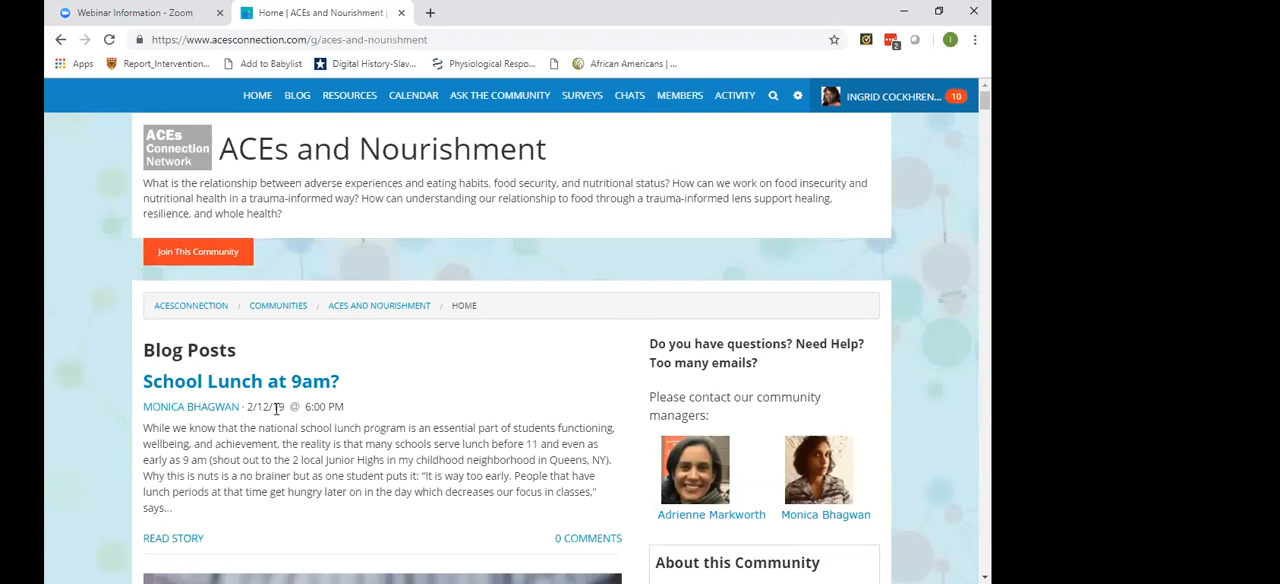 Webinar Information - Zoom
Home | ACEs and Nourishment |
https://www.acesconnection.com/g/aces-and-nourishment
2
I
Apps
Report_Intervention...
Add to Babylist
Digital History-Slav...
Physiological Respo...
African Americans | ...
HOME
BLOG
RESOURCES
CALENDAR
ASK THE COMMUNITY
SURVEYS
CHATS
MEMBERS
ACTIVITY
INGRID COCKHREN... 10
ACEs
Connection
Network
ACEs and Nourishment
What is the relationship between adverse experiences and eating habits, food security, and nutritional status? How can we work on food insecurity and
nutritional health in a trauma-informed way? How can understanding our relationship to food through a trauma-informed lens support healing,
resilience, and whole health?
Join This Community
ACESCONNECTION / COMMUNITIES / ACES AND NOURISHMENT / HOME
Blog Posts
School Lunch at 9am?
MONICA BHAGWAN · 2/12/19 @ 6:00 PM
While we know that the national school lunch program is an essential part of students functioning,
wellbeing, and achievement, the reality is that many schools serve lunch before 11 and even as
early as 9 am (shout out to the 2 local Junior Highs in my childhood neighborhood in Queens, NY).
Why this is nuts is a no brainer but as one student puts it: "It is way too early. People that have
lunch periods at that time get hungry later on in the day which decreases our focus in classes,"
says...
READ STORY
0 COMMENTS
Do you have questions? Need Help?
Too many emails?
Please contact our community
managers:
Adrienne Markworth
Monica Bhagwan
About this Community